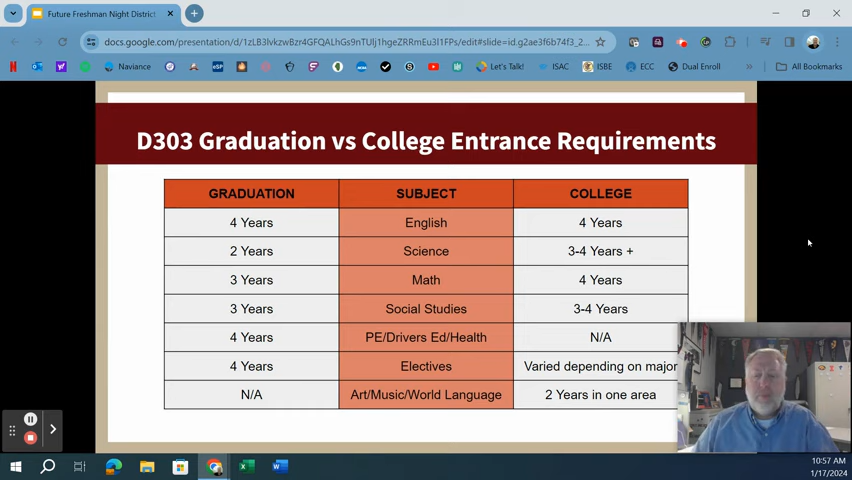 Future Freshman Night District
docs.google.com/presentation/d/1zLB3lvkzwBzr4GFQALhGs9nTUlj1hgeZRRmEu3l1FPs/edit#slide=id.g2ae3f6b74f3_2...
Naviance
eSP
Let's Talk!
ISAC
ISBE
ECC
Dual Enroll
»
All Bookmarks
D303 Graduation vs College Entrance Requirements
GRADUATION SUBJECT COLLEGE
4 Years English 4 Years
2 Years Science 3-4 Years +
3 Years Math 4 Years
3 Years Social Studies 3-4 Years
4 Years PE/Drivers Ed/Health N/A
4 Years Electives Varied depending on major
N/A Art/Music/World Language 2 Years in one area
10:57 AM
1/17/2024